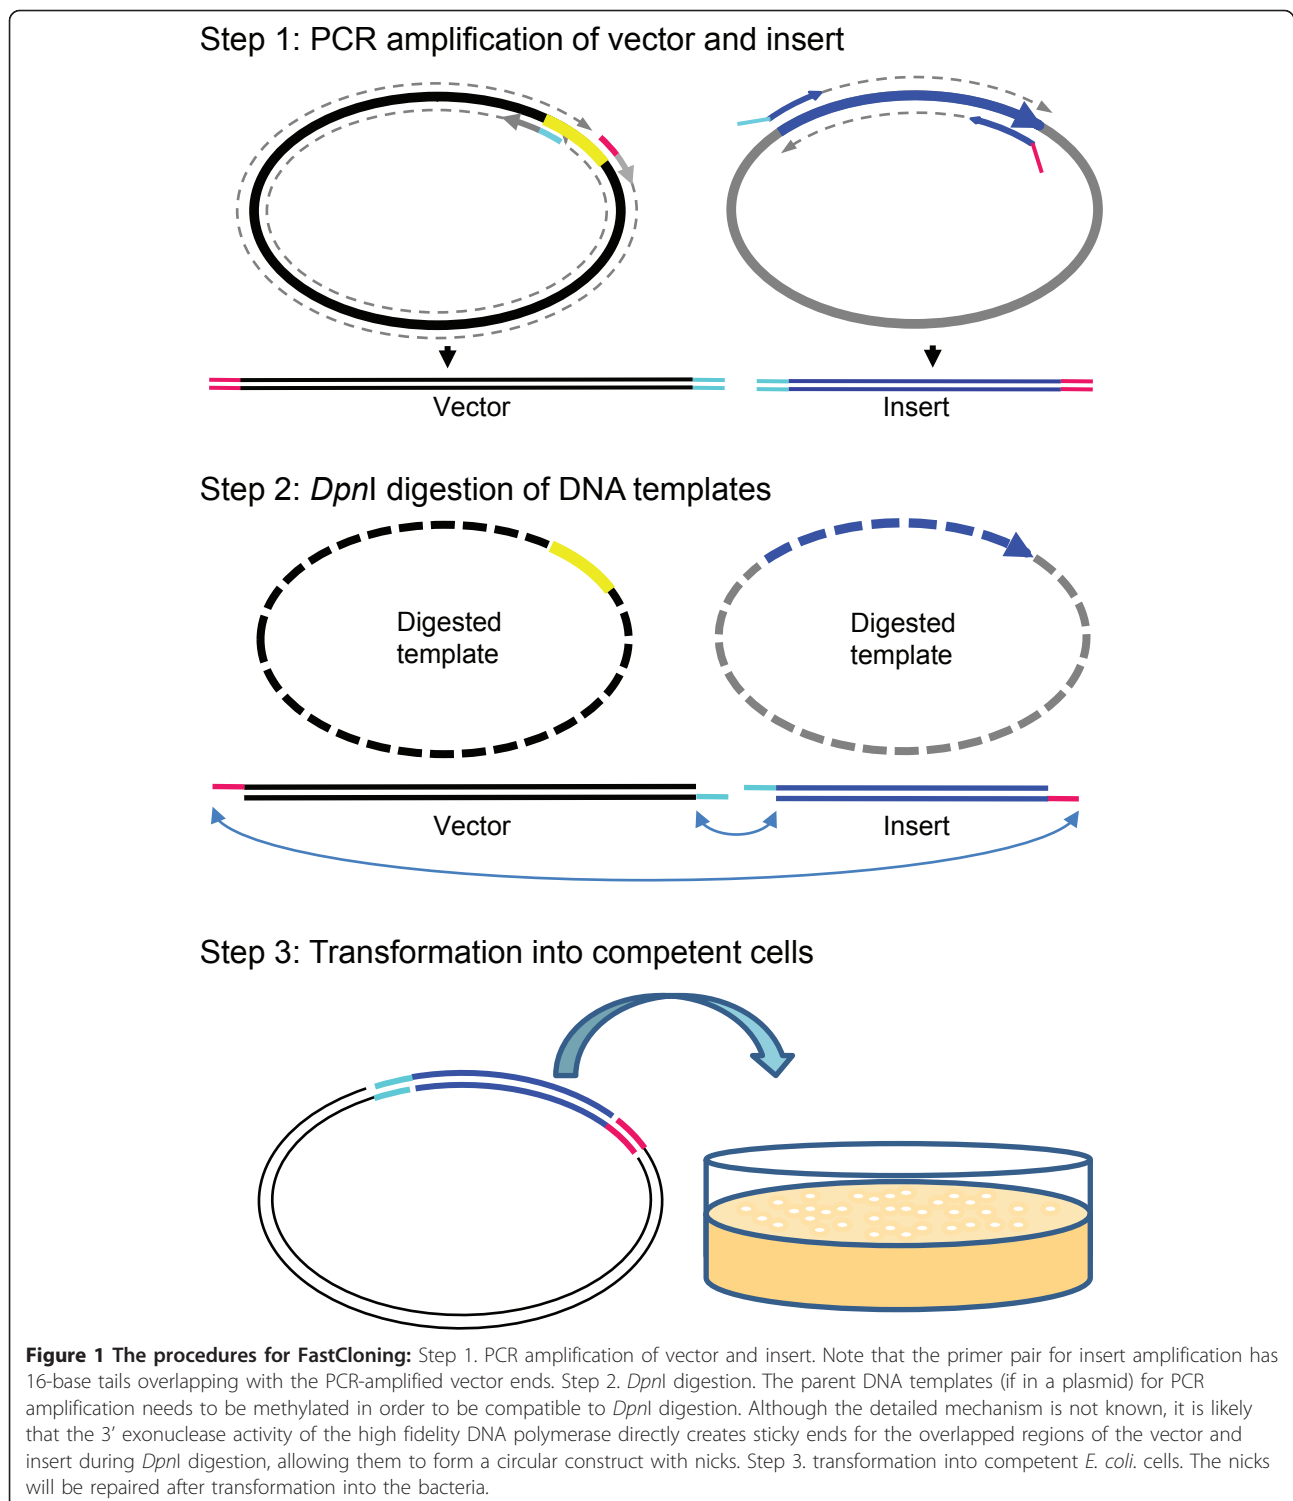 Step 1: PCR amplification of vector and insert
Vector
Insert
Step 2: DpnI digestion of DNA templates
Digested
template
Digested
template
Vector
Insert
Step 3: Transformation into competent cells
Figure 1 The procedures for FastCloning: Step 1. PCR amplification of vector and insert. Note that the primer pair for insert amplification has
16-base tails overlapping with the PCR-amplified vector ends. Step 2. DpnI digestion. The parent DNA templates (if in a plasmid) for PCR
amplification needs to be methylated in order to be compatible to DpnI digestion. Although the detailed mechanism is not known, it is likely
that the 3’ exonuclease activity of the high fidelity DNA polymerase directly creates sticky ends for the overlapped regions of the vector and
insert during DpnI digestion, allowing them to form a circular construct with nicks. Step 3. transformation into competent E. coli. cells. The nicks
will be repaired after transformation into the bacteria.